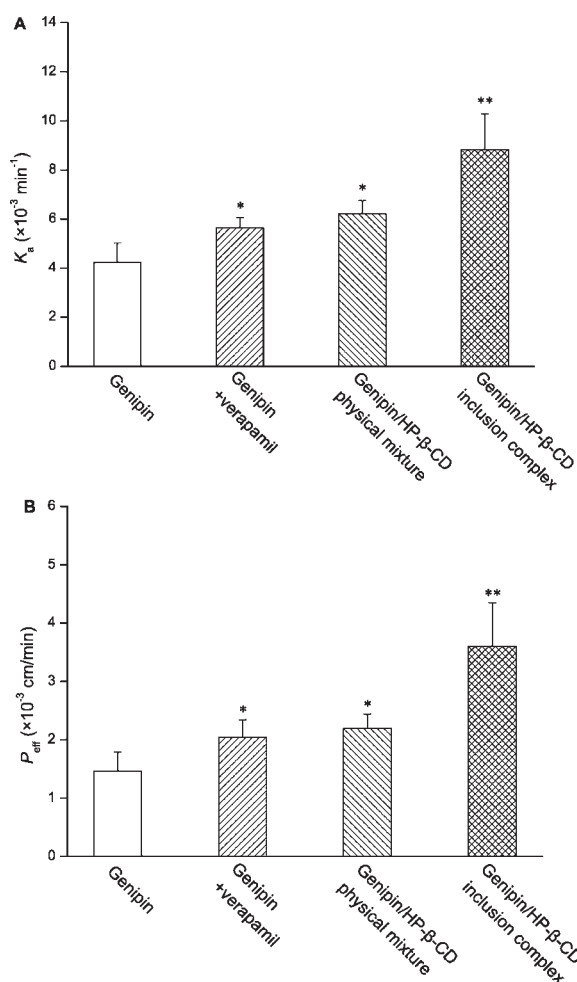 A
14
12
10
8
6
4
2
0
Kₐ (×10⁻³ min⁻¹)
*
*
**
Genipin
Genipin
+verapamil
Genipin/HP-β-CD
physical mixture
Genipin/HP-β-CD
inclusion complex
B
6
5
4
3
2
1
0
P_eff (×10⁻³ cm/min)
*
*
**
Genipin
Genipin
+verapamil
Genipin/HP-β-CD
physical mixture
Genipin/HP-β-CD
inclusion complex